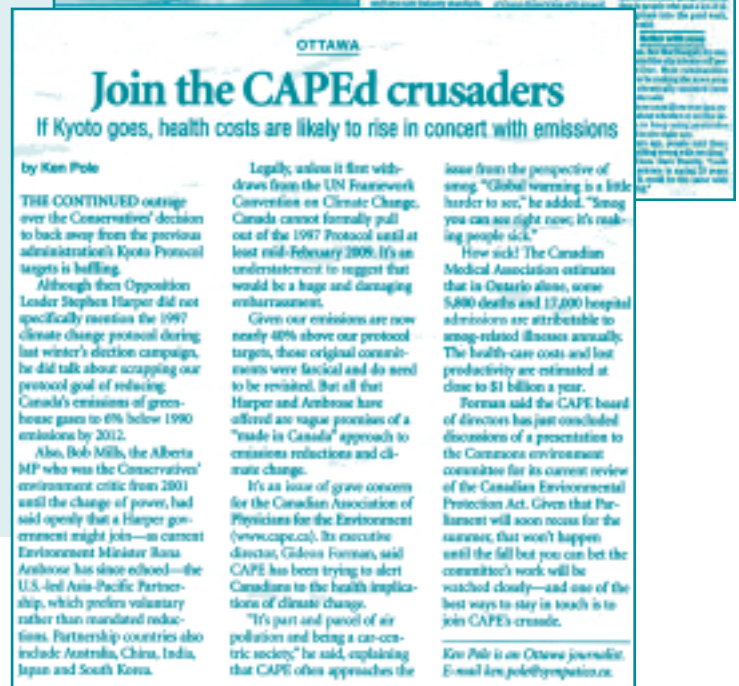 OTTAWA
Join the CAPEd crusaders
If Kyoto goes, health costs are likely to rise in concert with emissions
by Ken Pole
THE CONTINUED outrage
over the Conservatives' decision
to back away from the previous
administration's Kyoto Protocol
targets is baffling.
Although then Opposition
Leader Stephen Harper did not
specifically mention the 1997
climate change protocol during
last winter's election campaign,
he did talk about scrapping our
protocol goal of reducing
Canada's emissions of green-
house gases to 6% below 1990
emissions by 2012.
Also, Bob Mills, the Alberta
MP who was the Conservatives'
environment critic from 2001
until the change of power, had
said openly that a Harper gov-
ernment might join—as current
Environment Minister Rona
Ambrose has since echoed—the
U.S.-led Asia-Pacific Partner-
ship, which prefers voluntary
rather than mandated reduc-
tions. Partnership countries also
include Australia, China, India,
Japan and South Korea.
Legally, unless it first with-
draws from the UN Framework
Convention on Climate Change,
Canada cannot formally pull
out of the 1997 Protocol until at
least mid-February 2009. It's an
understatement to suggest that
would be a huge and damaging
embarrassment.
Given our emissions are now
nearly 40% above our protocol
targets, those original commit-
ments were farcical and do need
to be revisited. But all that
Harper and Ambrose have
offered are vague promises of a
"made in Canada" approach to
emissions reductions and cli-
mate change.
It's an issue of grave concern
for the Canadian Association of
Physicians for the Environment
(www.cape.ca). Its executive
director, Gideon Forman, said
CAPE has been trying to alert
Canadians to the health implica-
tions of climate change.
"It's part and parcel of air
pollution and being a car-cen-
tric society," he said, explaining
that CAPE often approaches the
issue from the perspective of
smog. "Global warming is a little
harder to see," he added. "Smog
you can see right now; it's mak-
ing people sick."
How sick? The Canadian
Medical Association estimates
that in Ontario alone, some
5,800 deaths and 17,000 hospital
admissions are attributable to
smog-related illnesses annually.
The health-care costs and lost
productivity are estimated at
close to $1 billion a year.
Forman said the CAPE board
of directors has just concluded
discussions of a presentation to
the Commons environment
committee for its current review
of the Canadian Environmental
Protection Act. Given that Par-
liament will soon recess for the
summer, that won't happen
until the fall but you can bet the
committee's work will be
watched closely—and one of the
best ways to stay in touch is to
join CAPE's crusade.
Ken Pole is an Ottawa journalist.
E-mail ken.pole@sympatico.ca.